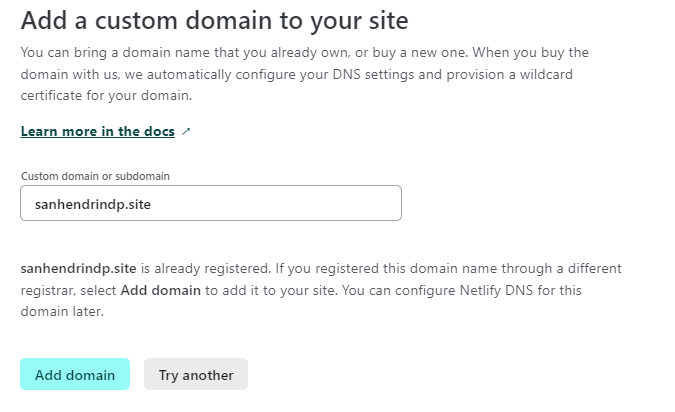 Add a custom domain to your site
You can bring a domain name that you already own, or buy a new one. When you buy the
domain with us, we automatically configure your DNS settings and provision a wildcard
certificate for your domain.
Learn more in the docs ↗
Custom domain or subdomain
sanhendrindp.site
sanhendrindp.site is already registered. If you registered this domain name through a different
registrar, select Add domain to add it to your site. You can configure Netlify DNS for this
domain later.
Add domain
Try another